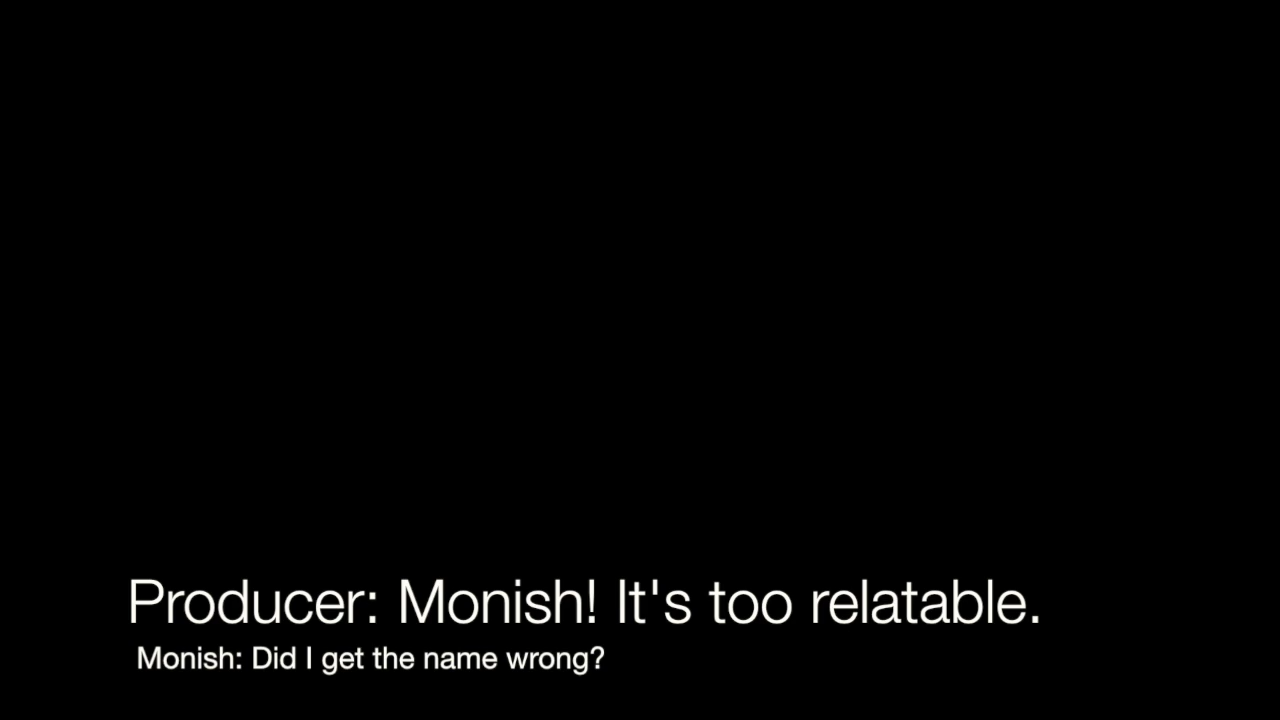 Producer: Monish! It's too relatable.
Monish: Did I get the name wrong?